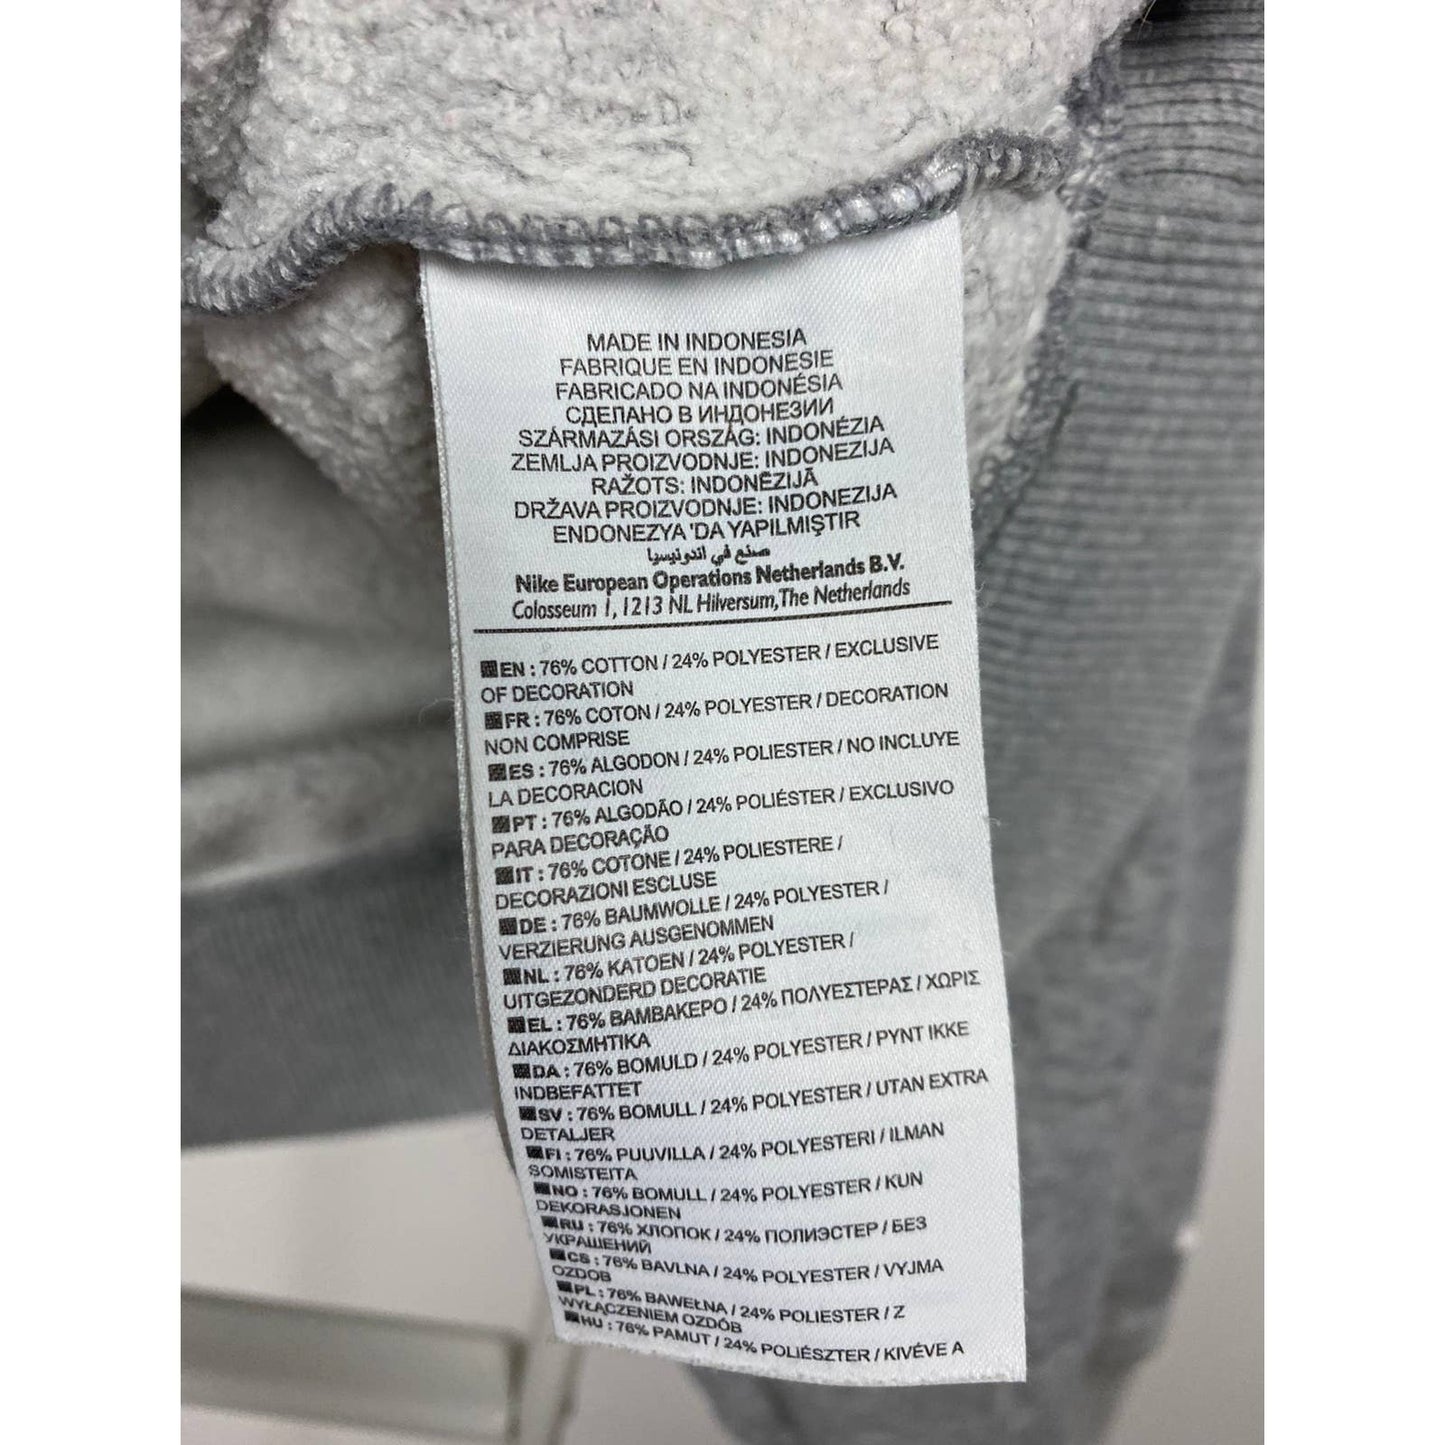 MADE IN INDONESIA
FABRIQUE EN INDONESIE
FABRICADO NA INDONÉSIA
СДЕЛАНО В ИНДОНЕЗИИ
SZÁRMAZÁSI ORSZÁG: INDONÉZIA
ZEMLJA PROIZVODNJE: INDONEZIJA
RAŽOTS: INDONĒZIJĀ
DRŽAVA PROIZVODNJE: INDONEZIJA
ENDONEZYA 'DA YAPILMIŞTIR
صنع في اندونيسيا
Nike European Operations Netherlands B.V.
Colosseum 1, 1213 NL Hilversum, The Netherlands
EN : 76% COTTON / 24% POLYESTER / EXCLUSIVE
OF DECORATION
FR : 76% COTON / 24% POLYESTER / DECORATION
NON COMPRISE
ES : 76% ALGODON / 24% POLIESTER / NO INCLUYE
LA DECORACION
PT : 76% ALGODÃO / 24% POLIÉSTER / EXCLUSIVO
PARA DECORAÇÃO
IT : 76% COTONE / 24% POLIESTERE /
DECORAZIONI ESCLUSE
DE : 76% BAUMWOLLE / 24% POLYESTER /
VERZIERUNG AUSGENOMMEN
NL : 76% KATOEN / 24% POLYESTER /
UITGEZONDERD DECORATIE
EL : 76% ΒΑΜΒΑΚΕΡΟ / 24% ΠΟΛΥΕΣΤΕΡΑΣ / ΧΩΡΙΣ
ΔΙΑΚΟΣΜΗΤΙΚΑ
DA : 76% BOMULD / 24% POLYESTER / PYNT IKKE
INDBEFATTET
SV : 76% BOMULL / 24% POLYESTER / UTAN EXTRA
DETALJER
FI : 76% PUUVILLA / 24% POLYESTERI / ILMAN
SOMISTEITA
NO : 76% BOMULL / 24% POLYESTER / KUN
DEKORASJONEN
RU : 76% ХЛОПОК / 24% ПОЛИЭСТЕР / БЕЗ
УКРАШЕНИЙ
CS : 76% BAVLNA / 24% POLYESTER / VYJMA
OZDOB
PL : 76% BAWEŁNA / 24% POLIESTER / Z
WYŁĄCZENIEM OZDÓB
HU : 76% PAMUT / 24% POLIÉSZTER / KIVÉVE A